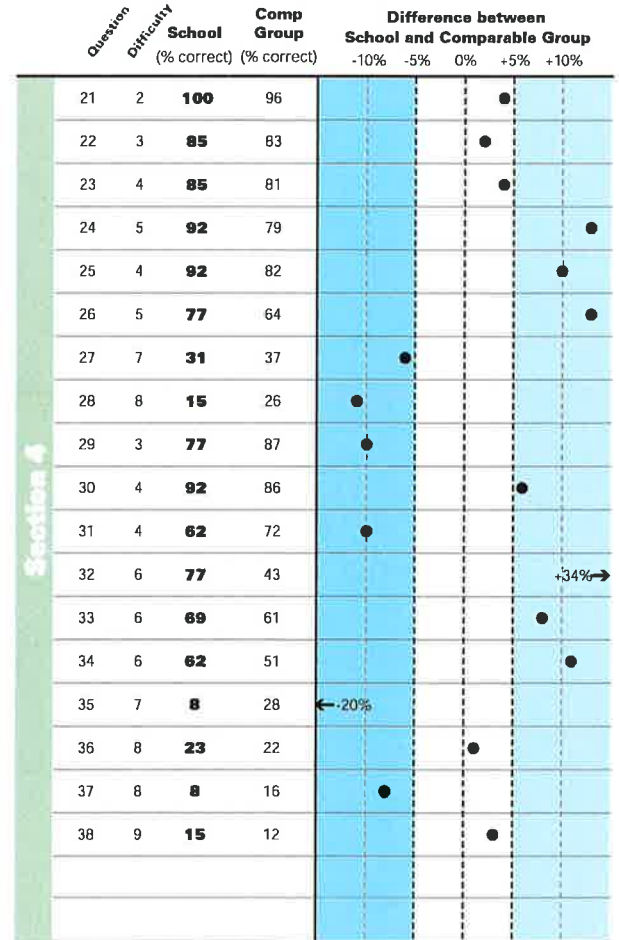 Question Difficulty School Comp Group Difference between School and Comparable Group
(% correct) (% correct) -10% -5% 0% +5% +10%
Section 4
21 2 100 96
22 3 85 83
23 4 85 81
24 5 92 79
25 4 92 82
26 5 77 64
27 7 31 37
28 8 15 26
29 3 77 87
30 4 92 86
31 4 62 72
32 6 77 43 +34%→
33 6 69 61
34 6 62 51
35 7 8 28 ←-20%
36 8 23 22
37 8 8 16
38 9 15 12